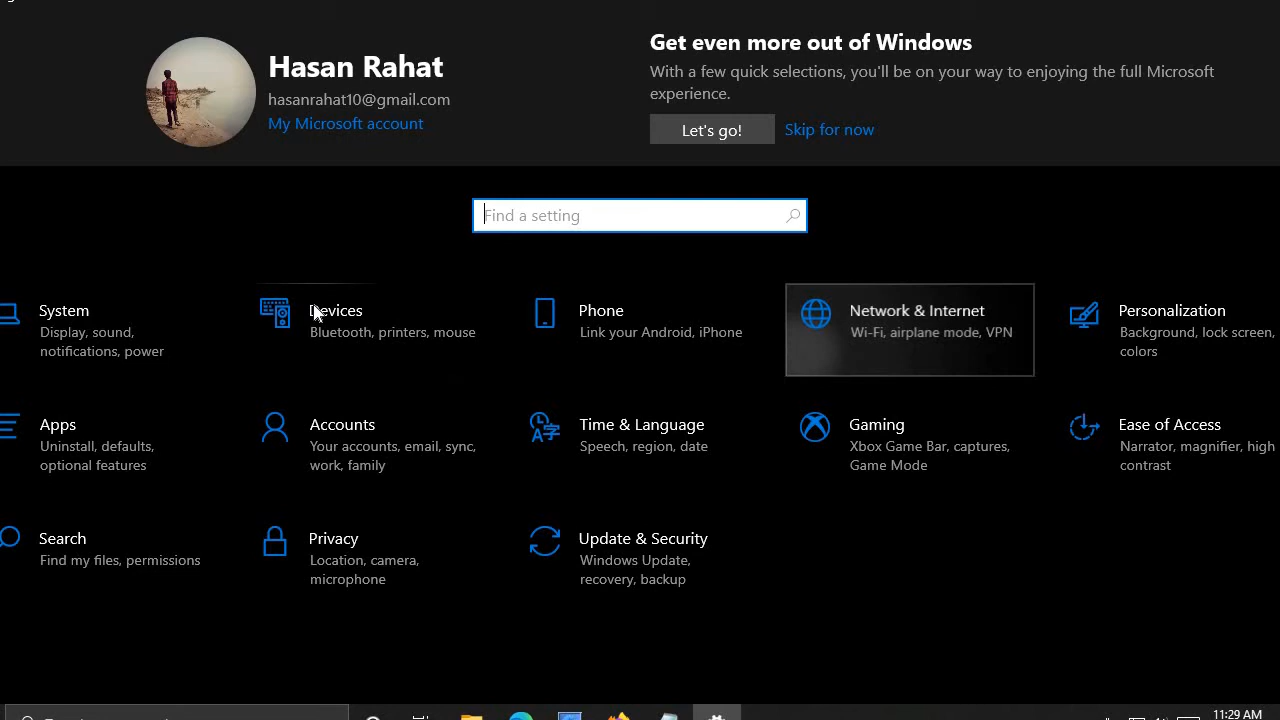 Hasan Rahat
hasanrahat10@gmail.com
My Microsoft account
Get even more out of Windows
With a few quick selections, you'll be on your way to enjoying the full Microsoft
experience.
Let's go!
Skip for now
Find a setting
System
Display, sound,
notifications, power
Devices
Bluetooth, printers, mouse
Phone
Link your Android, iPhone
Network & Internet
Wi-Fi, airplane mode, VPN
Personalization
Background, lock screen,
colors
Apps
Uninstall, defaults,
optional features
Accounts
Your accounts, email, sync,
work, family
Time & Language
Speech, region, date
Gaming
Xbox Game Bar, captures,
Game Mode
Ease of Access
Narrator, magnifier, high
contrast
Search
Find my files, permissions
Privacy
Location, camera,
microphone
Update & Security
Windows Update,
recovery, backup
11:29 AM